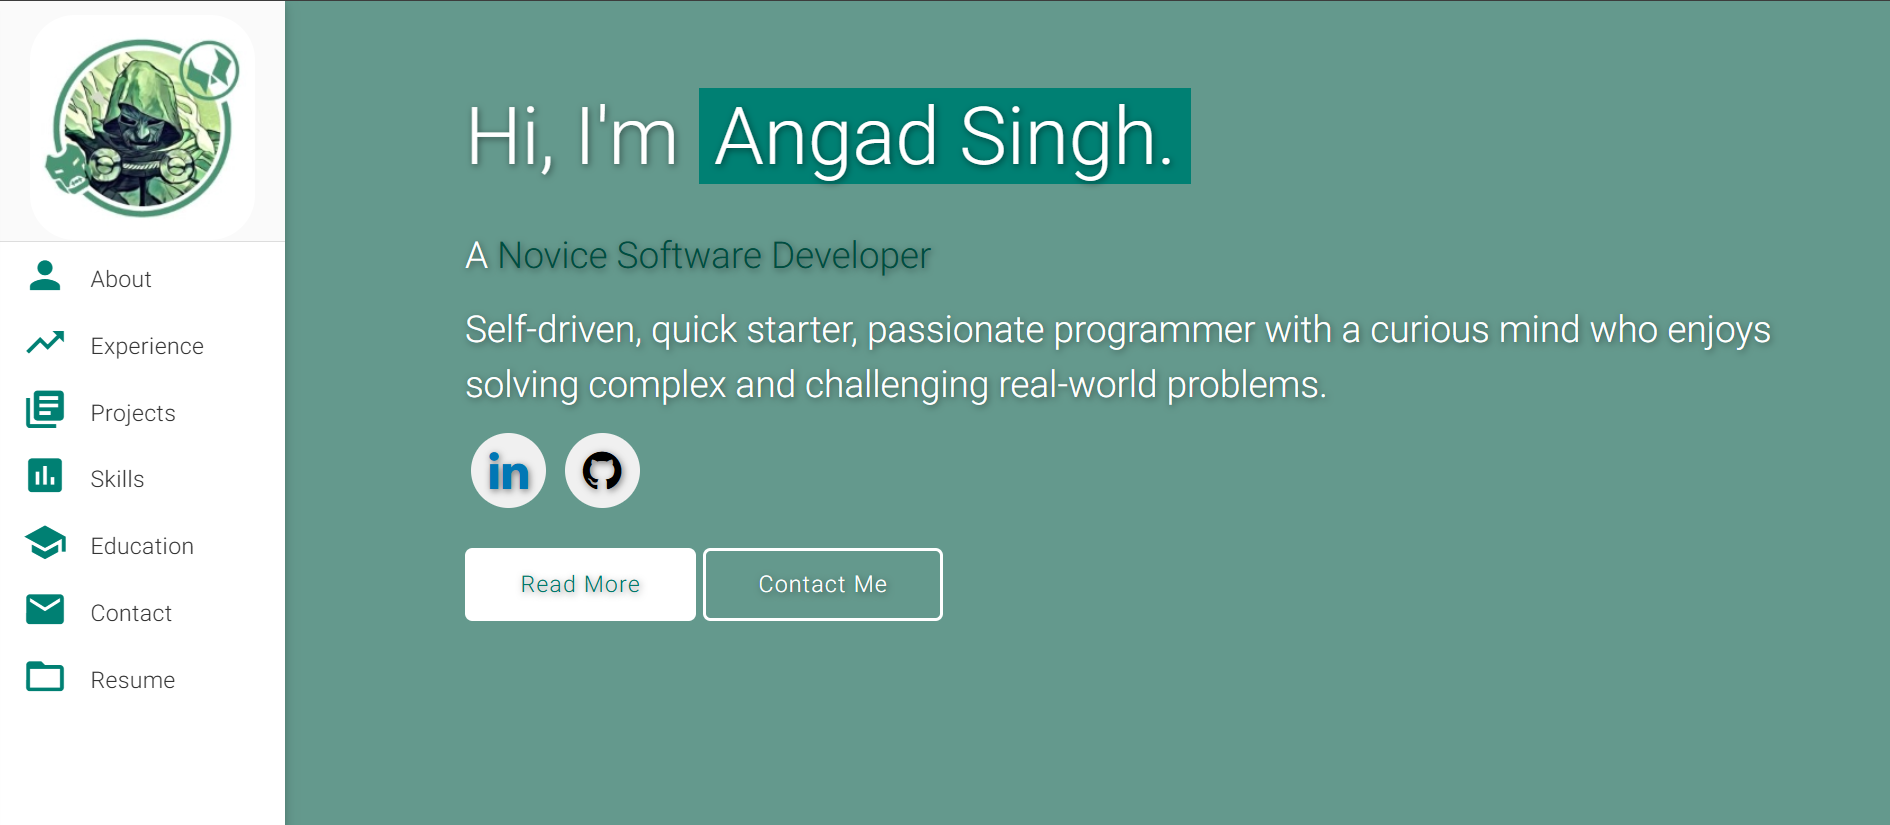 About
Experience
Projects
Skills
Education
Contact
Resume
Hi, I'm Angad Singh.
A Novice Software Developer
Self-driven, quick starter, passionate programmer with a curious mind who enjoys
solving complex and challenging real-world problems.
in
Read More
Contact Me